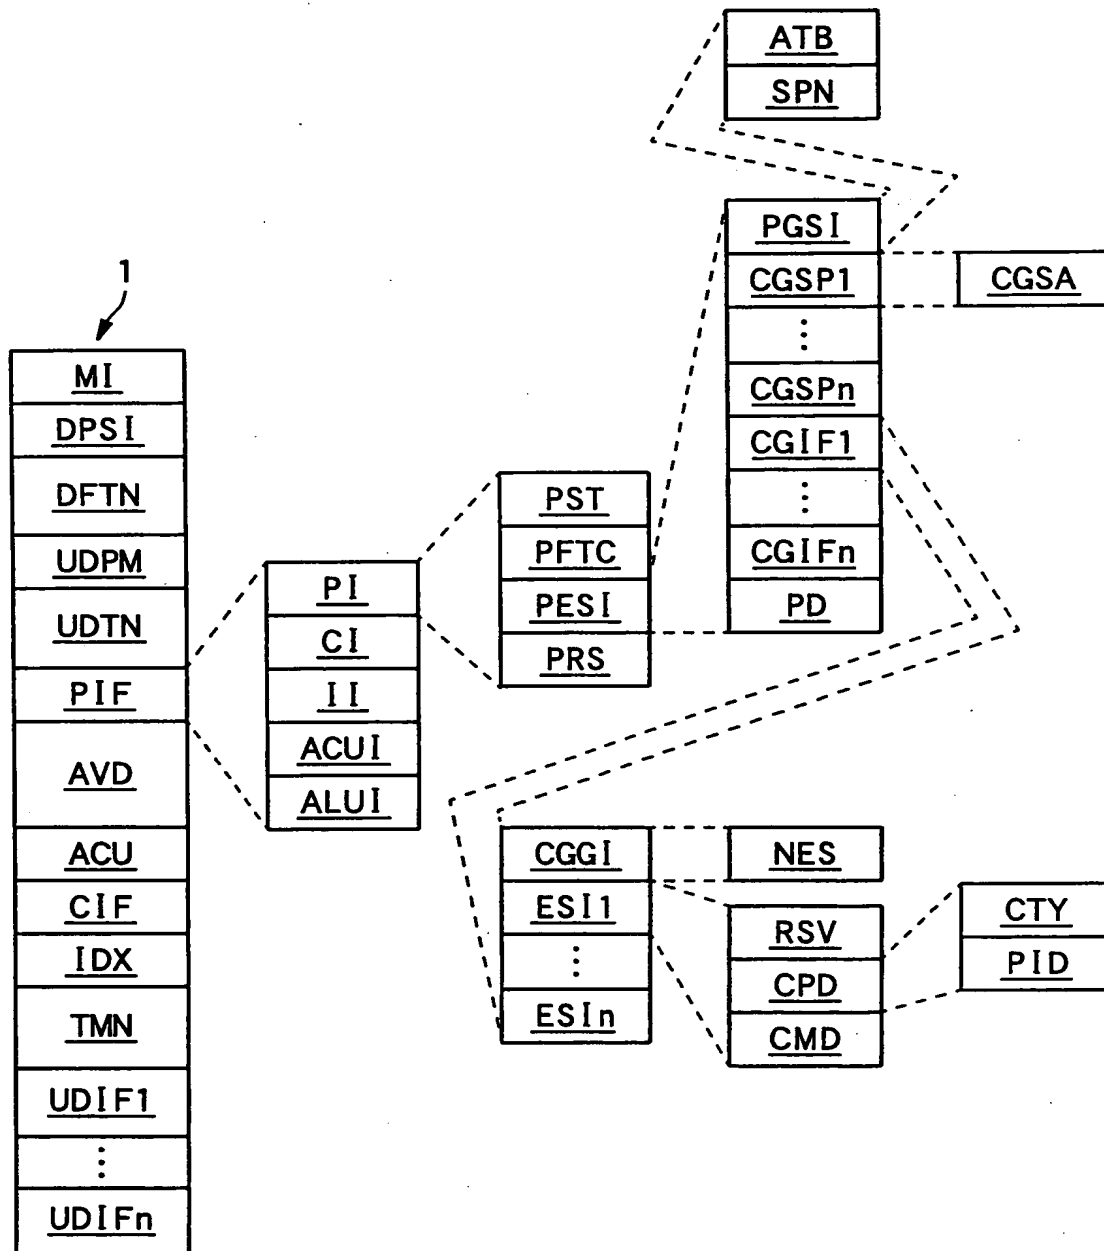 1
MI
DPSI
DFTN
UDPM
UDTN
PIF
AVD
ACU
CIF
IDX
TMN
UDIF1
⋮
UDIFn
PI
CI
II
ACUI
ALUI
PST
PFTC
PESI
PRS
ATB
SPN
PGSI
CGSP1
⋮
CGSPn
CGIF1
⋮
CGIFn
PD
CGSA
CGGI
ESI1
⋮
ESIn
NES
RSV
CPD
CMD
CTY
PID